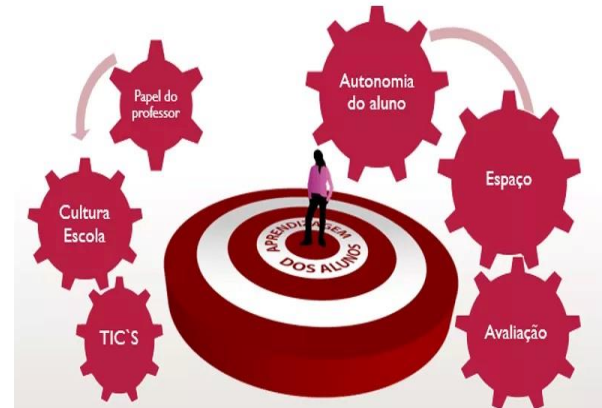 Papel do
professor
Autonomia
do aluno
Espaço
Cultura
Escola
APRENDIZAGEM
DOS ALUNOS
TIC`S
Avaliação